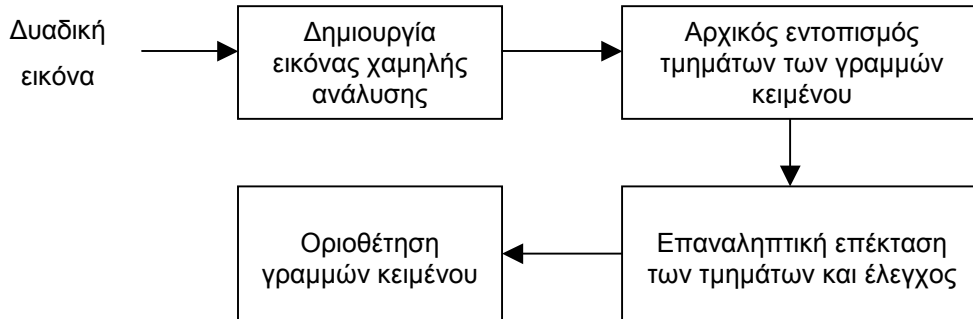 Δυαδική
εικόνα
Δημιουργία
εικόνας χαμηλής
ανάλυσης
Αρχικός εντοπισμός
τμημάτων των γραμμών
κειμένου
Επαναληπτική επέκταση
των τμημάτων και έλεγχος
Οριοθέτηση
γραμμών κειμένου